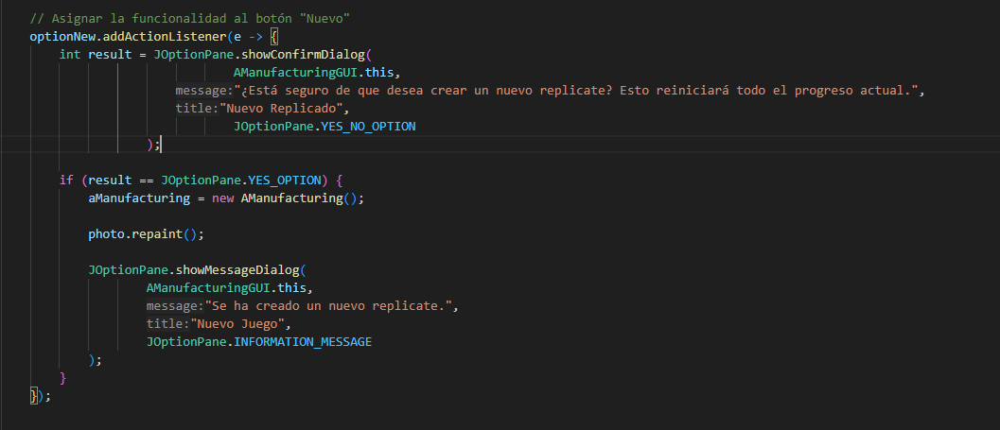 // Asignar la funcionalidad al botón "Nuevo"
optionNew.addActionListener(e -> {
int result = JOptionPane.showConfirmDialog(
AManufacturingGUI.this,
message:"¿Está seguro de que desea crear un nuevo replicate? Esto reiniciará todo el progreso actual.",
title:"Nuevo Replicado",
JOptionPane.YES_NO_OPTION
);
if (result == JOptionPane.YES_OPTION) {
aManufacturing = new AManufacturing();
photo.repaint();
JOptionPane.showMessageDialog(
AManufacturingGUI.this,
message:"Se ha creado un nuevo replicate.",
title:"Nuevo Juego",
JOptionPane.INFORMATION_MESSAGE
);
}
});